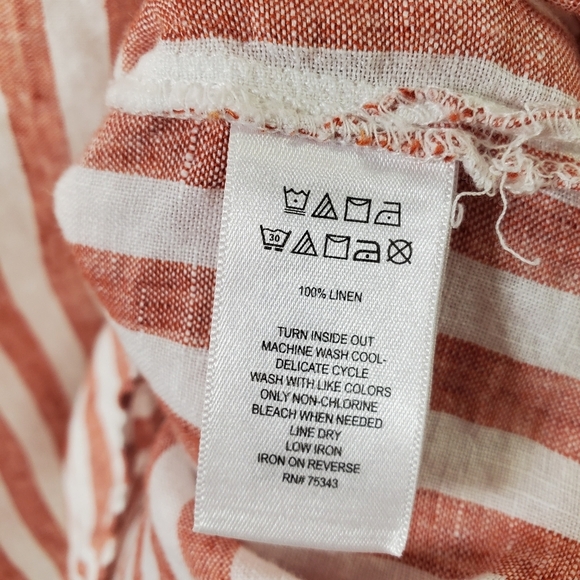 30
100% LINEN
TURN INSIDE OUT
MACHINE WASH COOL-
DELICATE CYCLE
WASH WITH LIKE COLORS
ONLY NON-CHLORINE
BLEACH WHEN NEEDED
LINE DRY
LOW IRON
IRON ON REVERSE
RN# 75343